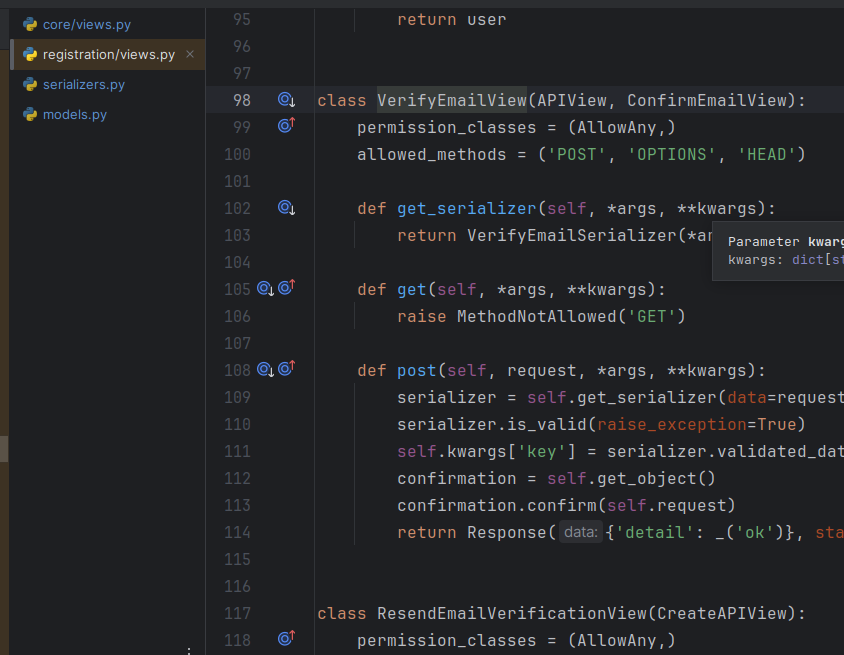 core/views.py
registration/views.py ×
serializers.py
models.py
95 return user
96
97
98 class VerifyEmailView(APIView, ConfirmEmailView):
99 permission_classes = (AllowAny,)
100 allowed_methods = ('POST', 'OPTIONS', 'HEAD')
101
102 def get_serializer(self, *args, **kwargs):
103 return VerifyEmailSerializer(*ar
Parameter kwarg
kwargs: dict[st
104
105 def get(self, *args, **kwargs):
106 raise MethodNotAllowed('GET')
107
108 def post(self, request, *args, **kwargs):
109 serializer = self.get_serializer(data=request
110 serializer.is_valid(raise_exception=True)
111 self.kwargs['key'] = serializer.validated_dat
112 confirmation = self.get_object()
113 confirmation.confirm(self.request)
114 return Response( data: {'detail': _('ok')}, sta
115
116
117 class ResendEmailVerificationView(CreateAPIView):
118 permission_classes = (AllowAny,)